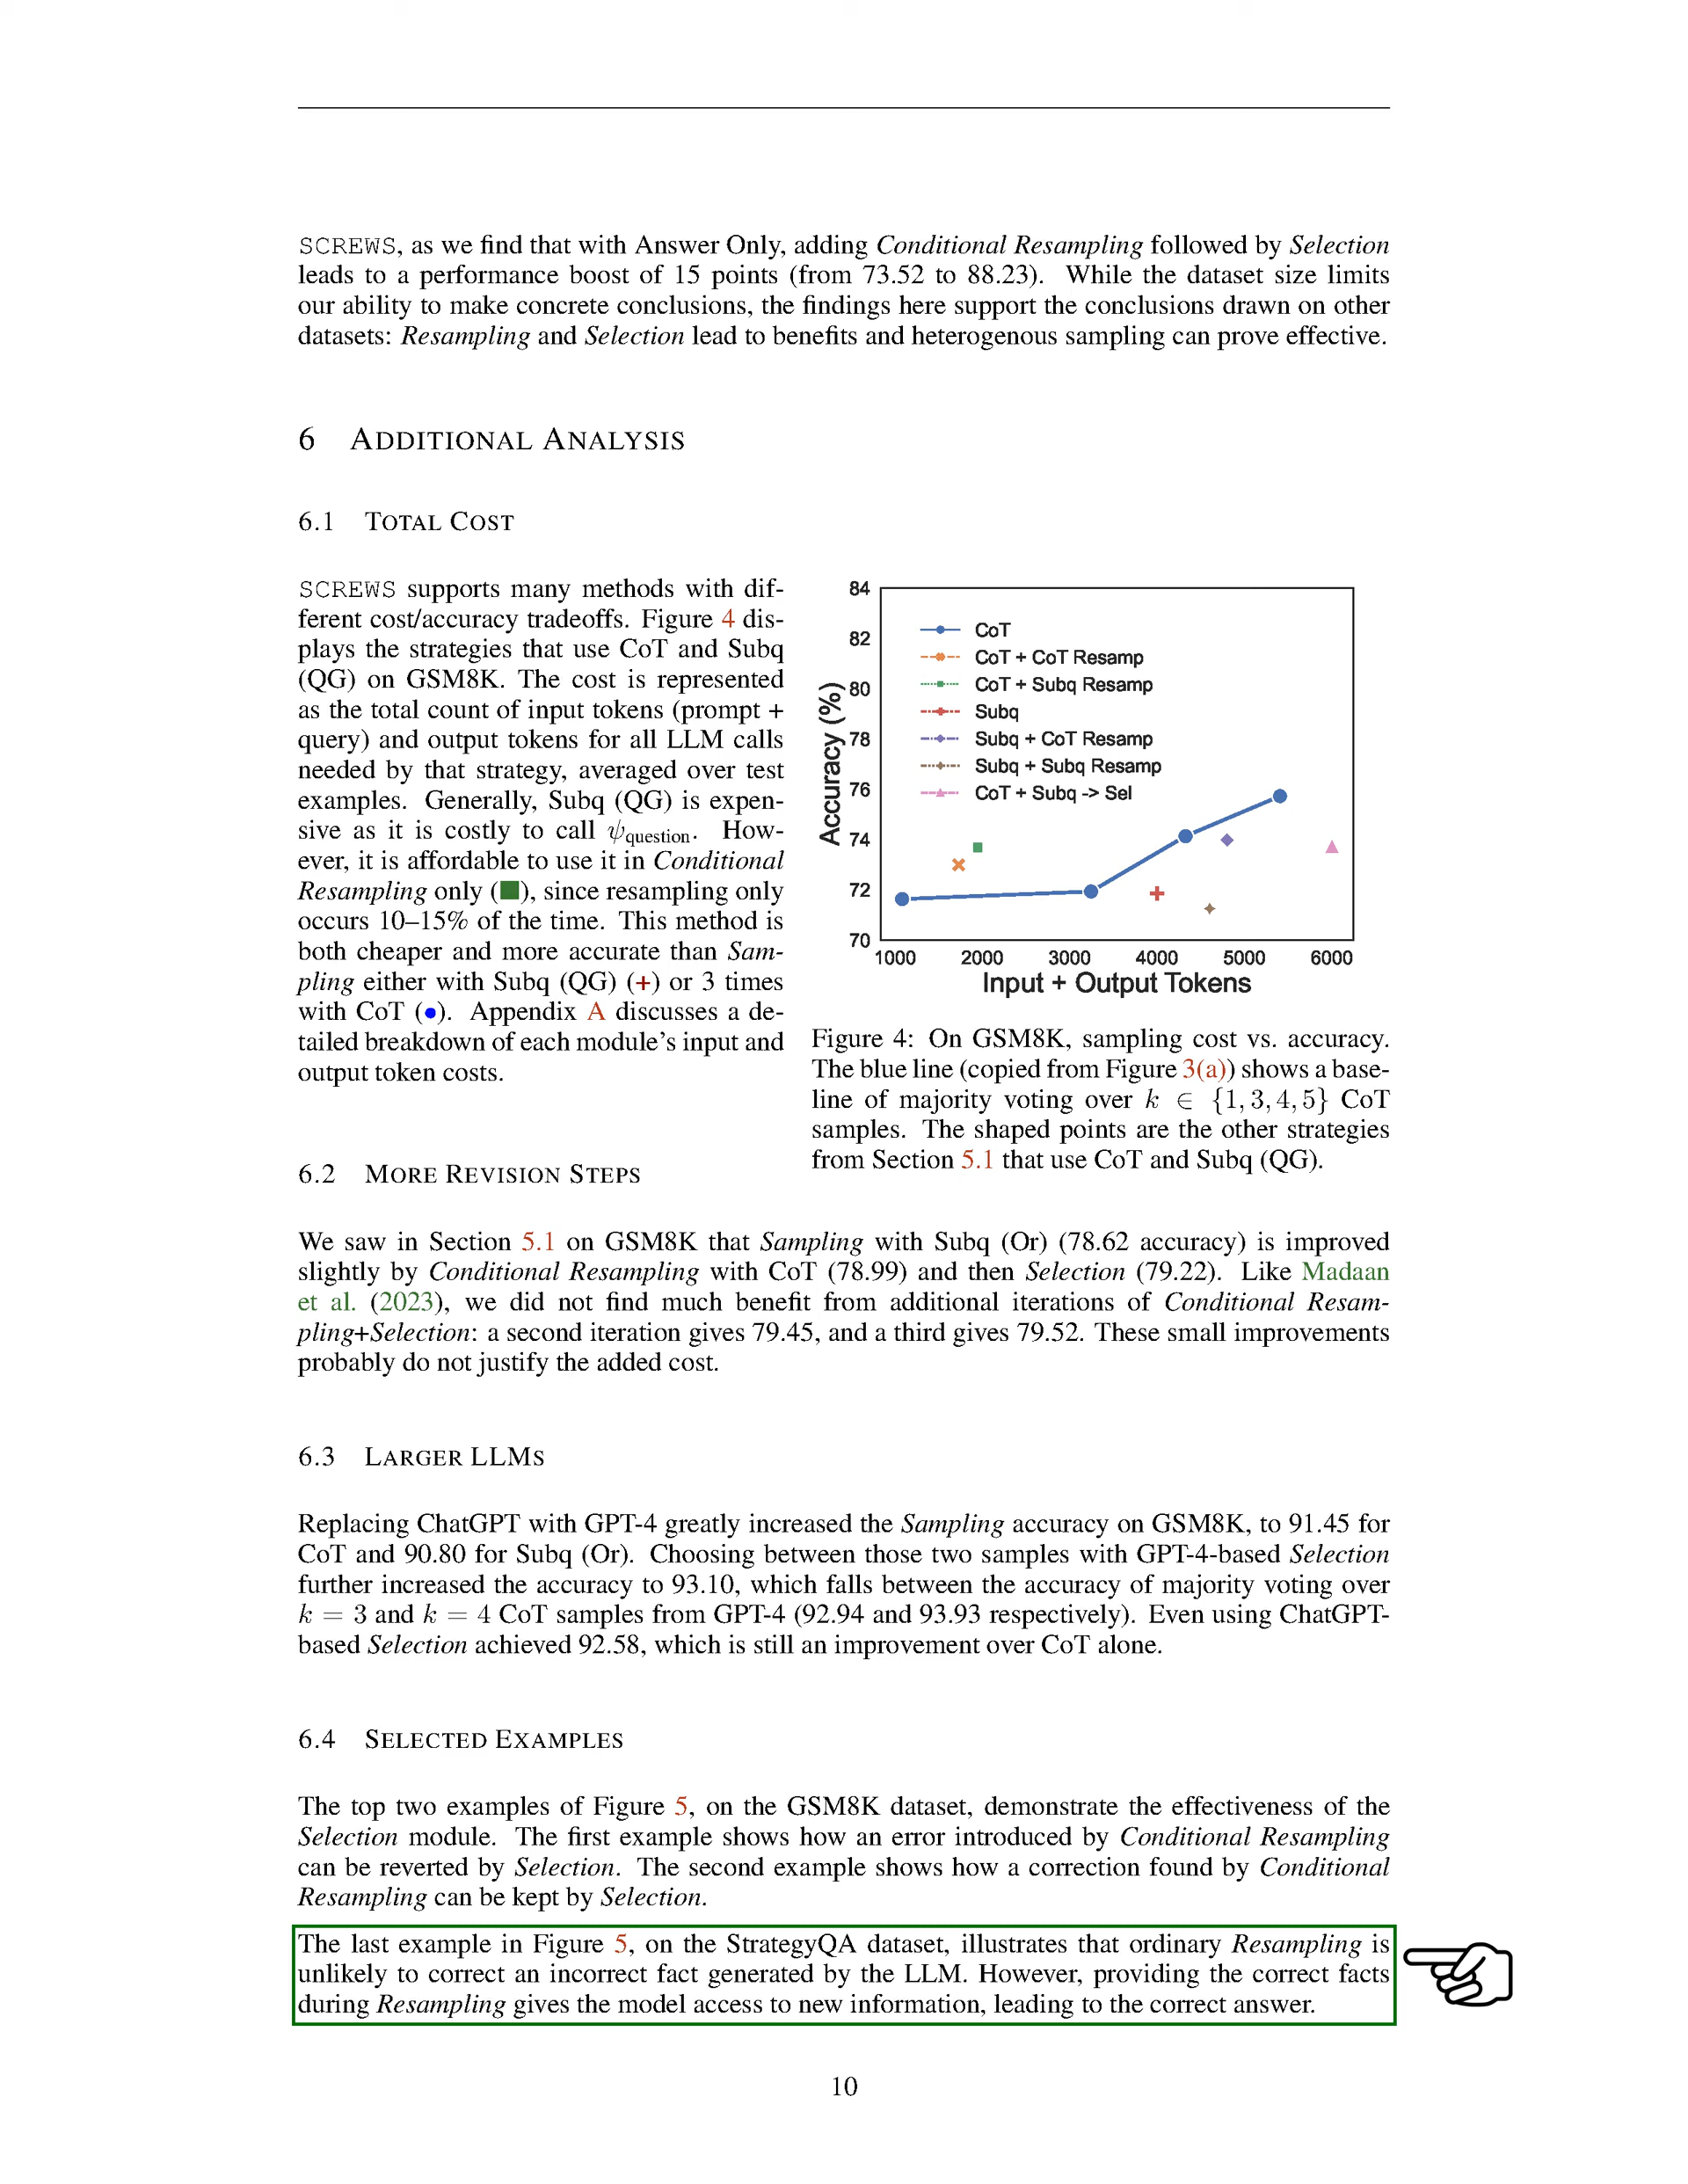 SCREWS, as we find that with Answer Only, adding Conditional Resampling followed by Selection
leads to a performance boost of 15 points (from 73.52 to 88.23). While the dataset size limits
our ability to make concrete conclusions, the findings here support the conclusions drawn on other
datasets: Resampling and Selection lead to benefits and heterogenous sampling can prove effective.
6 ADDITIONAL ANALYSIS
6.1 TOTAL COST
SCREWS supports many methods with dif-
ferent cost/accuracy tradeoffs. Figure 4 dis-
plays the strategies that use CoT and Subq
(QG) on GSM8K. The cost is represented
as the total count of input tokens (prompt +
query) and output tokens for all LLM calls
needed by that strategy, averaged over test
examples. Generally, Subq (QG) is expen-
sive as it is costly to call ψquestion. How-
ever, it is affordable to use it in Conditional
Resampling only (■), since resampling only
occurs 10–15% of the time. This method is
both cheaper and more accurate than Sam-
pling either with Subq (QG) (+) or 3 times
with CoT (•). Appendix A discusses a de-
tailed breakdown of each module's input and
output token costs.
84
82
80
78
76
74
72
70
Accuracy (%)
CoT
CoT + CoT Resamp
CoT + Subq Resamp
Subq
Subq + CoT Resamp
Subq + Subq Resamp
CoT + Subq -> Sel
1000 2000 3000 4000 5000 6000
Input + Output Tokens
Figure 4: On GSM8K, sampling cost vs. accuracy.
The blue line (copied from Figure 3(a)) shows a base-
line of majority voting over k ∈ {1, 3, 4, 5} CoT
samples. The shaped points are the other strategies
from Section 5.1 that use CoT and Subq (QG).
6.2 MORE REVISION STEPS
We saw in Section 5.1 on GSM8K that Sampling with Subq (Or) (78.62 accuracy) is improved
slightly by Conditional Resampling with CoT (78.99) and then Selection (79.22). Like Madaan
et al. (2023), we did not find much benefit from additional iterations of Conditional Resam-
pling+Selection: a second iteration gives 79.45, and a third gives 79.52. These small improvements
probably do not justify the added cost.
6.3 LARGER LLMS
Replacing ChatGPT with GPT-4 greatly increased the Sampling accuracy on GSM8K, to 91.45 for
CoT and 90.80 for Subq (Or). Choosing between those two samples with GPT-4-based Selection
further increased the accuracy to 93.10, which falls between the accuracy of majority voting over
k = 3 and k = 4 CoT samples from GPT-4 (92.94 and 93.93 respectively). Even using ChatGPT-
based Selection achieved 92.58, which is still an improvement over CoT alone.
6.4 SELECTED EXAMPLES
The top two examples of Figure 5, on the GSM8K dataset, demonstrate the effectiveness of the
Selection module. The first example shows how an error introduced by Conditional Resampling
can be reverted by Selection. The second example shows how a correction found by Conditional
Resampling can be kept by Selection.
The last example in Figure 5, on the StrategyQA dataset, illustrates that ordinary Resampling is
unlikely to correct an incorrect fact generated by the LLM. However, providing the correct facts
during Resampling gives the model access to new information, leading to the correct answer.
10